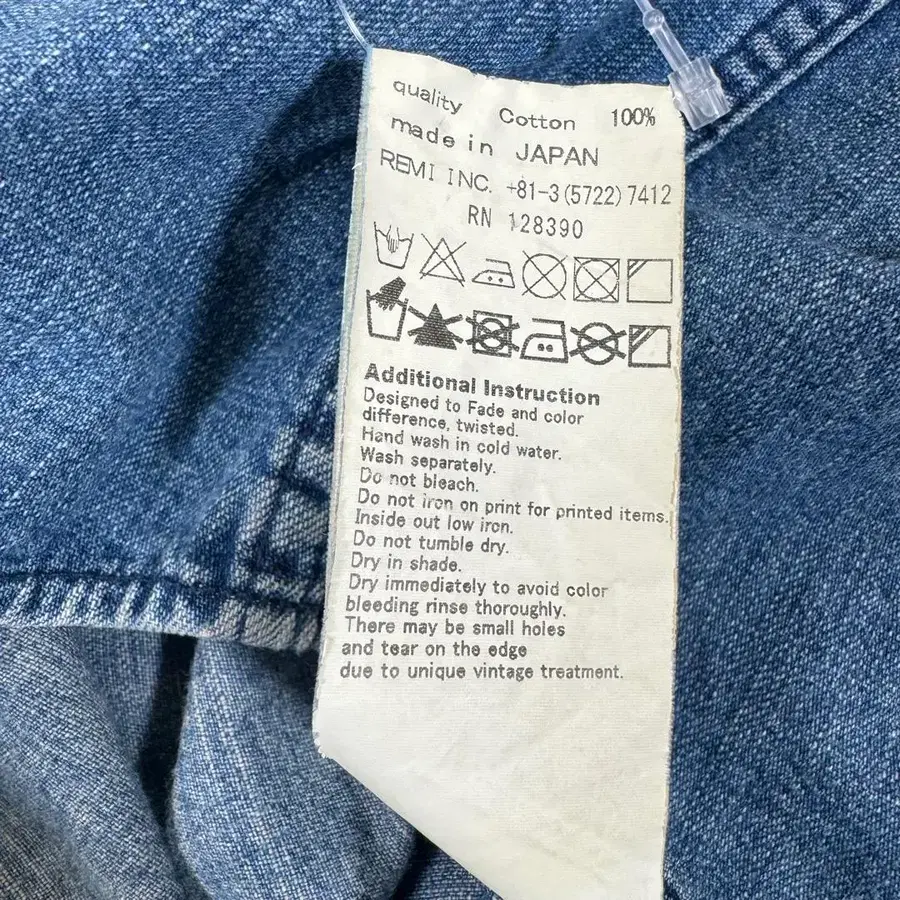 quality Cotton 100%
made in JAPAN
REMI INC. +81-3(5722)7412
RN 128390
Additional Instruction
Designed to Fade and color
difference, twisted.
Hand wash in cold water.
Wash separately.
Do not bleach.
Do not iron on print for printed items.
Inside out low iron.
Do not tumble dry.
Dry in shade.
Dry immediately to avoid color
bleeding rinse thoroughly.
There may be small holes
and tear on the edge
due to unique vintage treatment.